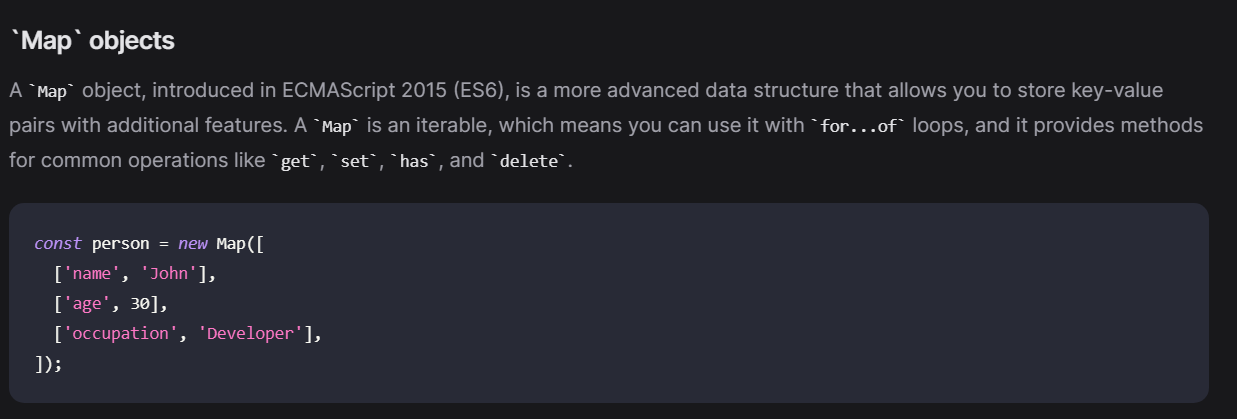 `Map` objects
A `Map` object, introduced in ECMAScript 2015 (ES6), is a more advanced data structure that allows you to store key-value
pairs with additional features. A `Map` is an iterable, which means you can use it with `for...of` loops, and it provides methods
for common operations like `get`, `set`, `has`, and `delete`.
const person = new Map([
  ['name', 'John'],
  ['age', 30],
  ['occupation', 'Developer'],
]);